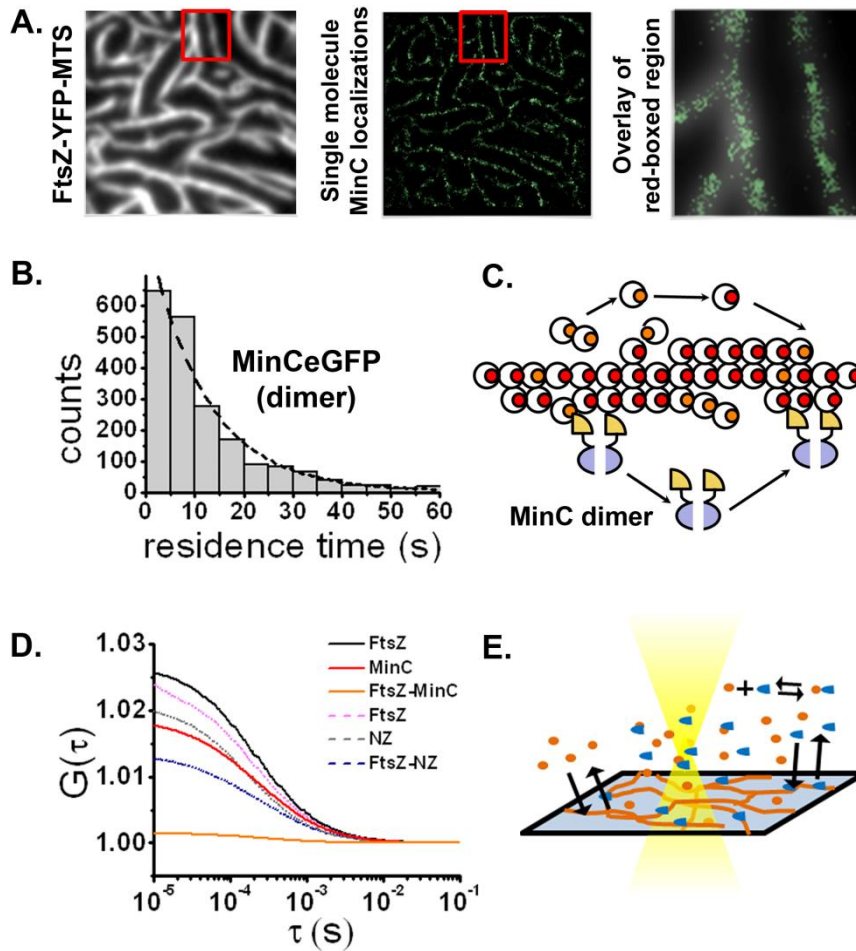 A.
FtsZ-YFP-MTS
Single molecule
MinC localizations
Overlay of
red-boxed region
B.
600
500
400
300
200
100
0
counts
MinCeGFP
(dimer)
0 10 20 30 40 50 60
residence time (s)
C.
MinC dimer
D.
1.03
1.02
1.01
1.00
G(τ)
FtsZ
MinC
FtsZ-MinC
FtsZ
NZ
FtsZ-NZ
10⁻⁵ 10⁻⁴ 10⁻³ 10⁻² 10⁻¹
τ (s)
E.
+